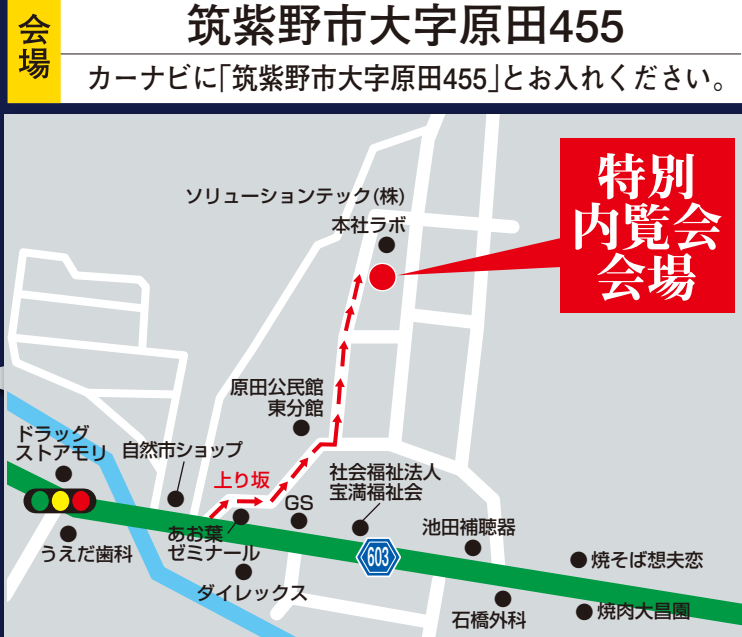 会場
筑紫野市大字原田455
カーナビに「筑紫野市大字原田455」とお入れください。
特別
内覧会
会場
ソリューションテック(株)
本社ラボ
原田公民館
東分館
ドラッグ
ストアモリ
自然市ショップ
上り坂
社会福祉法人
宝満福祉会
GS
あお葉
ゼミナール
池田補聴器
うえだ歯科
603
ダイレックス
焼そば想夫恋
石橋外科
焼肉大昌園